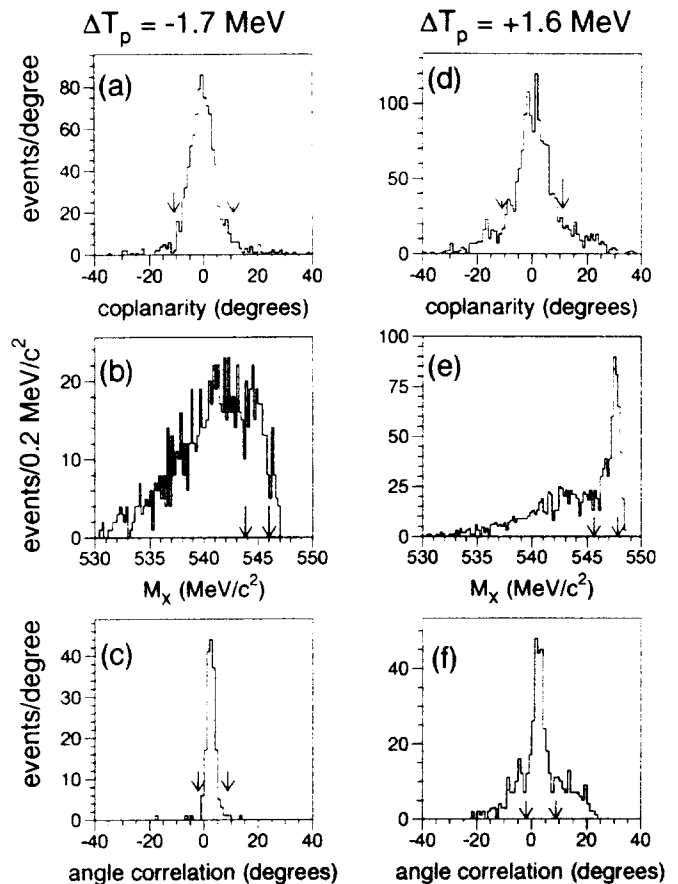 ΔTp = -1.7 MeV
ΔTp = +1.6 MeV
(a)
events/degree
80
60
40
20
0
-40 -20 0 20 40
coplanarity (degrees)
(d)
100
50
0
-40 -20 0 20 40
coplanarity (degrees)
(b)
events/0.2 MeV/c²
20
10
0
530 535 540 545 550
Mx (MeV/c²)
(e)
100
75
50
25
0
530 535 540 545 550
Mx (MeV/c²)
(c)
events/degree
40
30
20
10
0
-40 -20 0 20 40
angle correlation (degrees)
(f)
40
20
0
-40 -20 0 20 40
angle correlation (degrees)